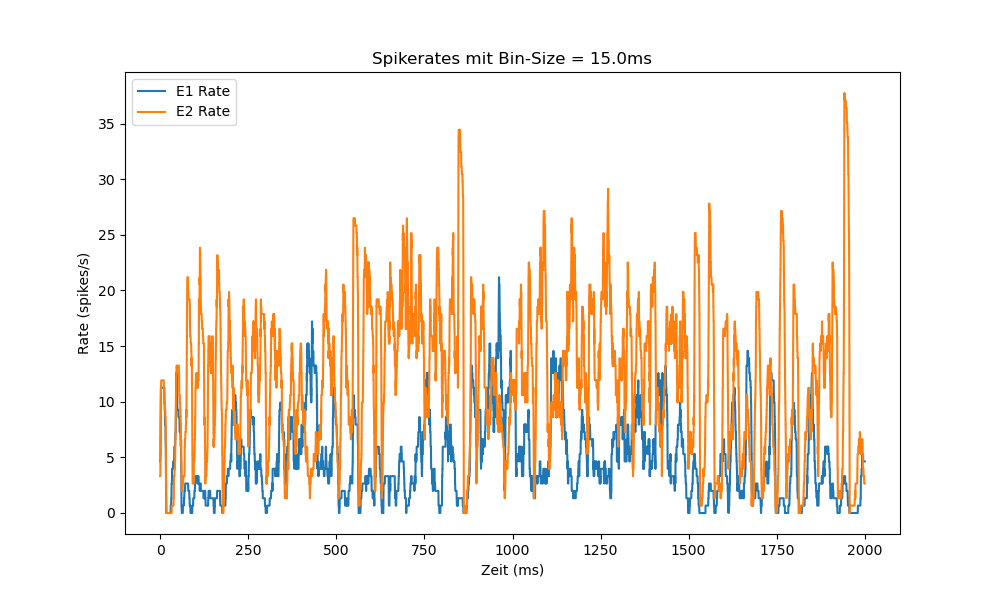 Spikerates mit Bin-Size = 15.0ms
E1 Rate
E2 Rate
Rate (spikes/s)
35
30
25
20
15
10
5
0
0 250 500 750 1000 1250 1500 1750 2000
Zeit (ms)